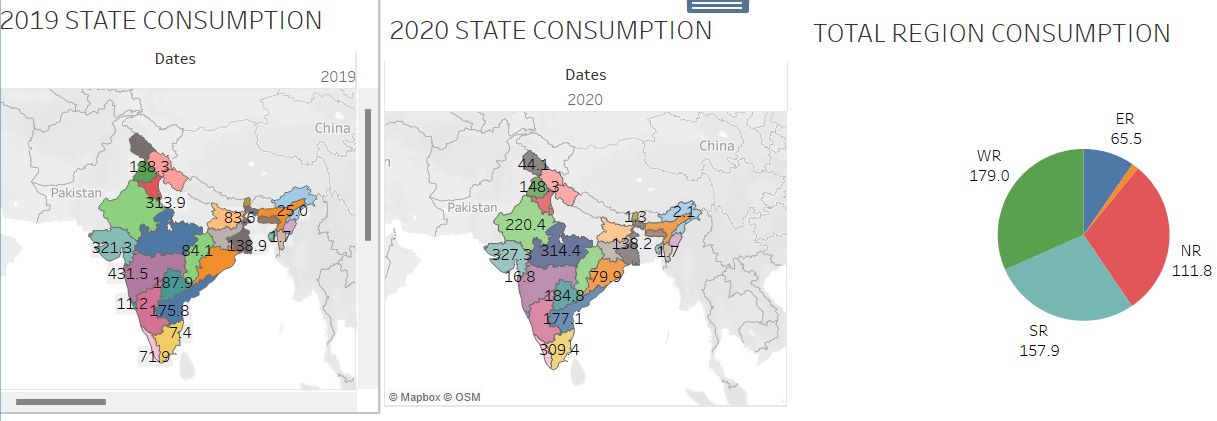 2019 STATE CONSUMPTION
Dates
2019
China
138.3
Pakistan
313.9
83.6
25.0
1.7
321.3
84.1
138.9
431.5
187.9
11.2
175.8
7.4
71.9
2020 STATE CONSUMPTION
Dates
2020
China
44.1
148.3
Pakistan
220.4
1.3
2.1
327.3
314.4
138.2
1.7
16.8
184.8
79.9
177.1
309.4
© Mapbox © OSM
TOTAL REGION CONSUMPTION
ER
65.5
WR
179.0
NR
111.8
SR
157.9